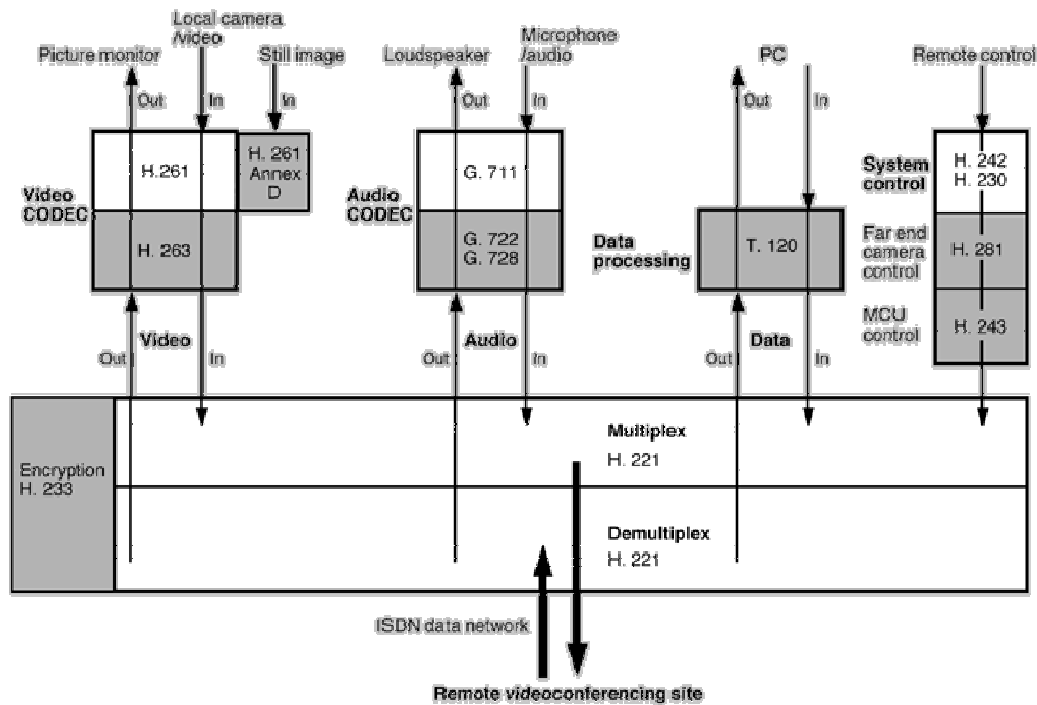 Local camera
/video
Picture monitor
Still image
Loudspeaker
Microphone
/audio
PC
Remote control
Out
In
In
Out
In
Out
In
Video
CODEC
H.261
H. 261
Annex
D
H. 263
Audio
CODEC
G. 711
G. 722
G. 728
Data
processing
T. 120
System
control
H. 242
H. 230
Far end
camera
control
H. 281
MCU
control
H. 243
Out
Video
In
Out
Audio
In
Out
Data
In
Encryption
H. 233
Multiplex
H. 221
Demultiplex
H. 221
ISDN data network
Remote videoconferencing site